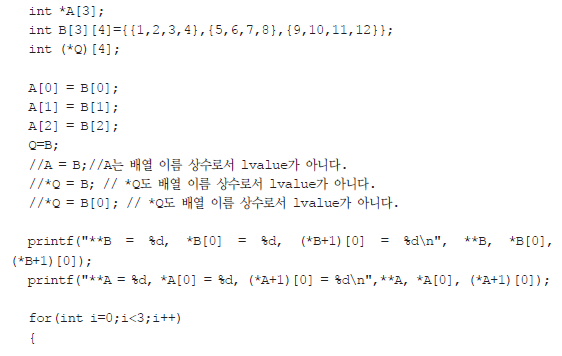 int *A[3];
int B[3][4]={{1,2,3,4},{5,6,7,8},{9,10,11,12}};
int (*Q)[4];
A[0] = B[0];
A[1] = B[1];
A[2] = B[2];
Q=B;
//A = B;//A는 배열 이름 상수로서 lvalue가 아니다.
//*Q = B; // *Q도 배열 이름 상수로서 lvalue가 아니다.
//*Q = B[0]; // *Q도 배열 이름 상수로서 lvalue가 아니다.
printf("**B = %d, *B[0] = %d, (*B+1)[0] = %d\n", **B, *B[0],
(*B+1)[0]);
printf("**A = %d, *A[0] = %d, (*A+1)[0] = %d\n",**A, *A[0], (*A+1)[0]);
for(int i=0;i<3;i++)
{